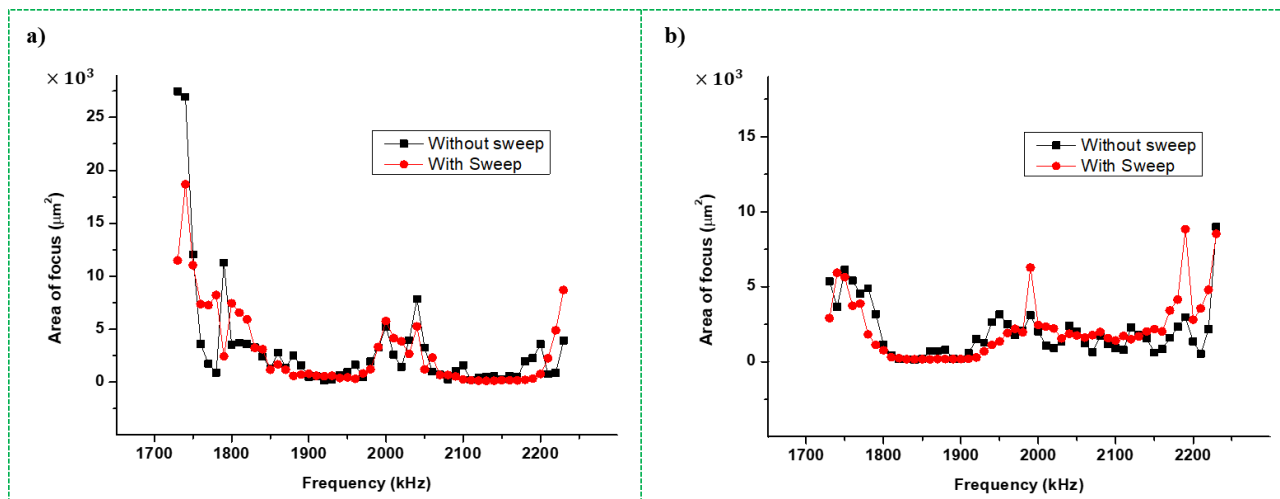 a)
× 10³
25
20
15
10
5
0
Area of focus (μm²)
Without sweep
With Sweep
1700 1800 1900 2000 2100 2200
Frequency (kHz)
b)
× 10³
15
10
5
0
Area of focus (μm²)
Without sweep
With Sweep
1700 1800 1900 2000 2100 2200
Frequency (kHz)